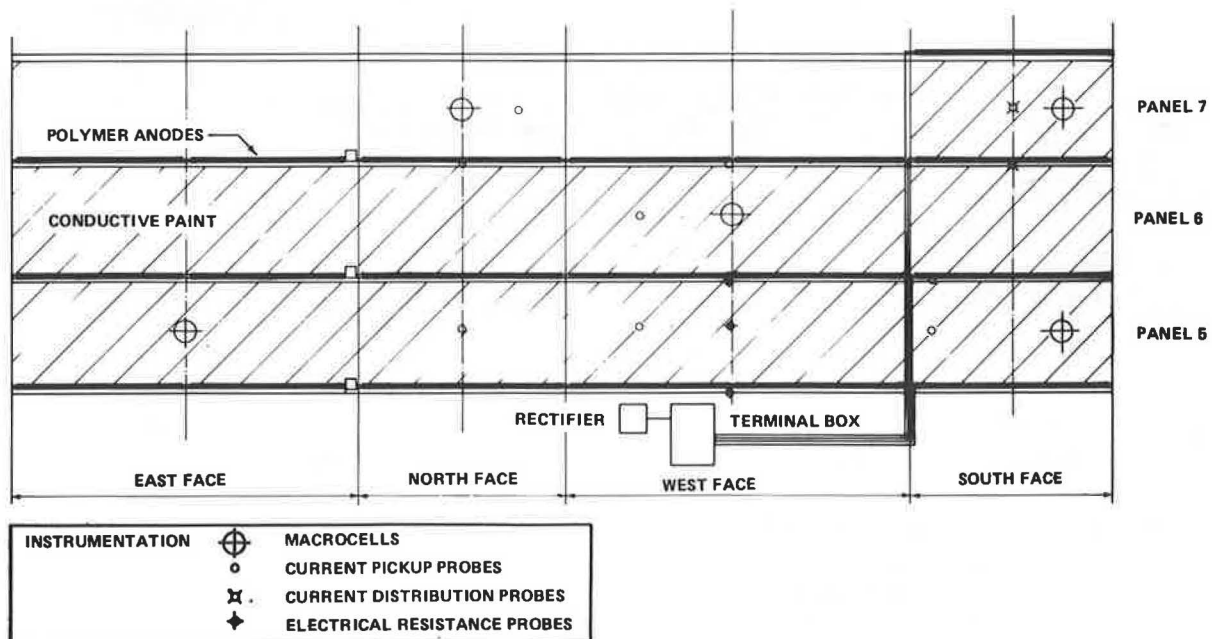 PANEL 7
POLYMER ANODES
CONDUCTIVE PAINT
PANEL 6
PANEL 5
RECTIFIER
TERMINAL BOX
EAST FACE
NORTH FACE
WEST FACE
SOUTH FACE
INSTRUMENTATION
MACROCELLS
CURRENT PICKUP PROBES
CURRENT DISTRIBUTION PROBES
ELECTRICAL RESISTANCE PROBES